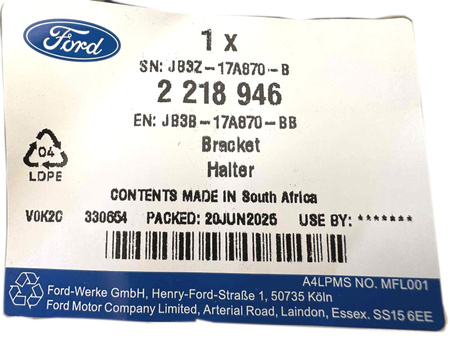 Ford
1 x
SN: JB3Z-17A870-B
2 218 946
EN: JB3B-17A870-BB
Bracket
Halter
04
LDPE
CONTENTS MADE IN South Africa
V0K2C 330654 PACKED: 20JUN2025 USE BY: *******
A4LPMS NO. MFL001
Ford-Werke GmbH, Henry-Ford-Straße 1, 50735 Köln
Ford Motor Company Limited, Arterial Road, Laindon, Essex. SS15 6EE